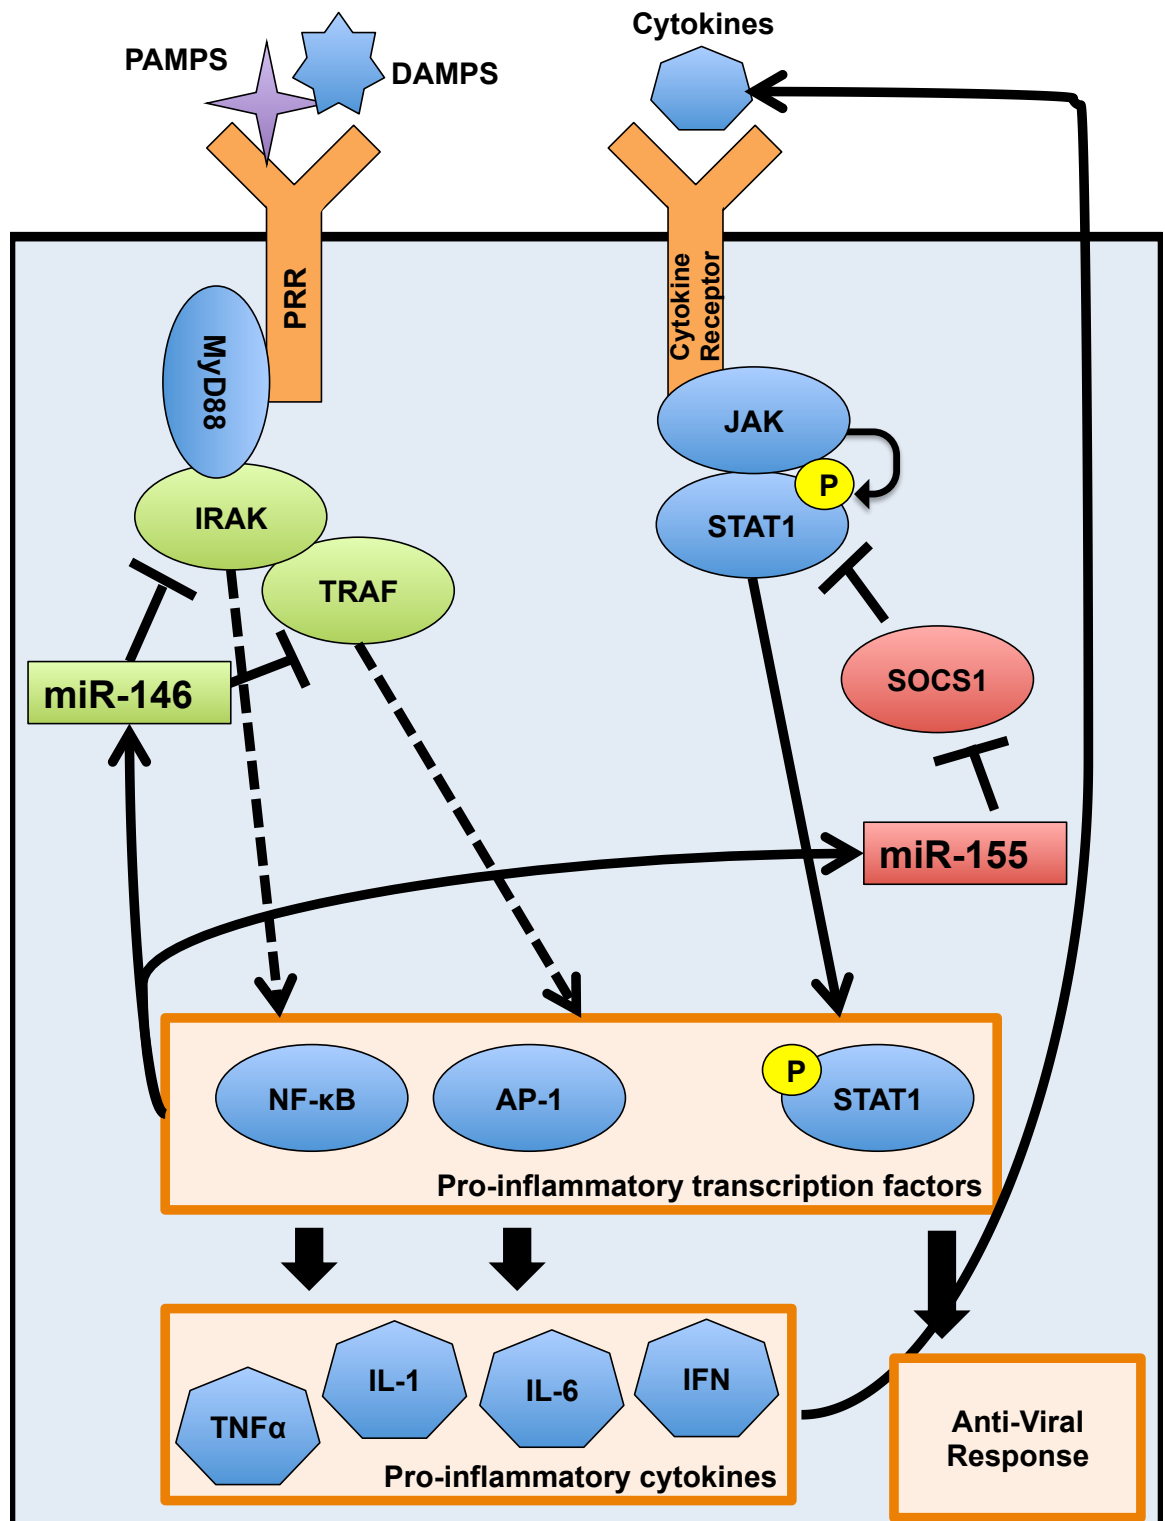 Cytokines
PAMPS
DAMPS
PRR
Cytokine
Receptor
MyD88
JAK
P
IRAK
STAT1
TRAF
SOCS1
miR-146
miR-155
NF-κB
AP-1
P
STAT1
Pro-inflammatory transcription factors
IL-1
IL-6
IFN
TNFα
Pro-inflammatory cytokines
Anti-Viral
Response